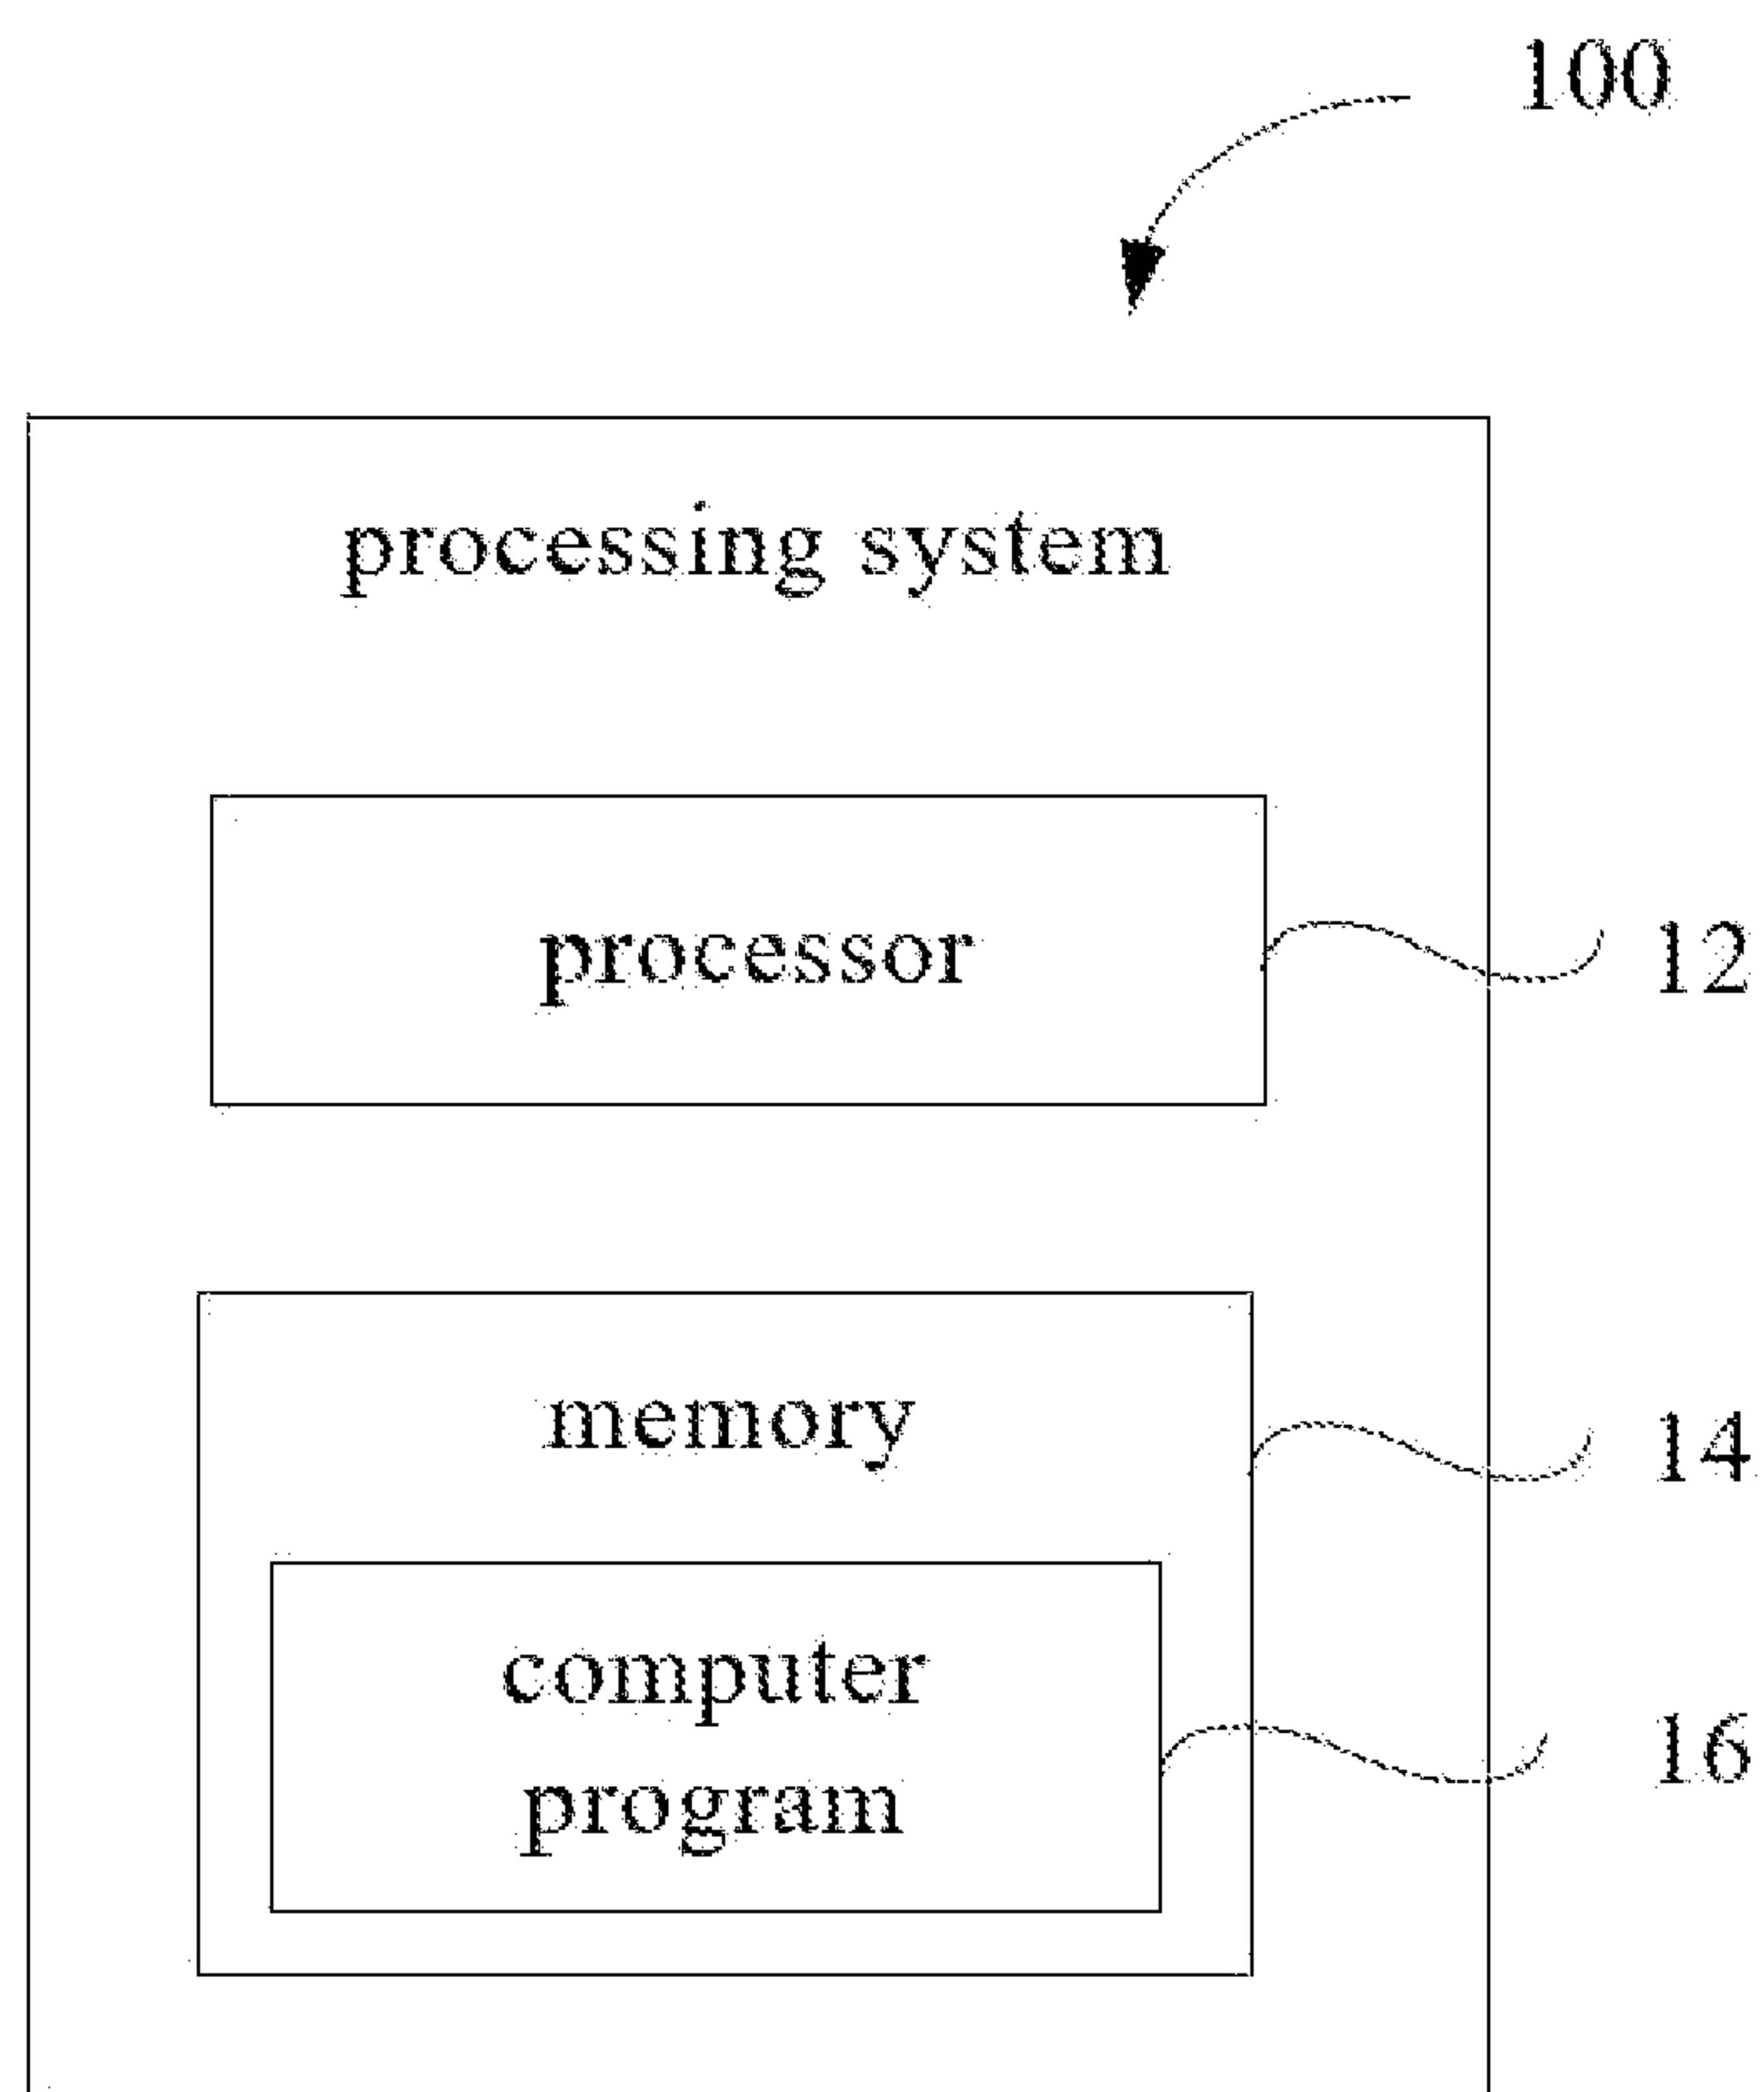 100
processing system
processor
12
memory
14
computer
program
16